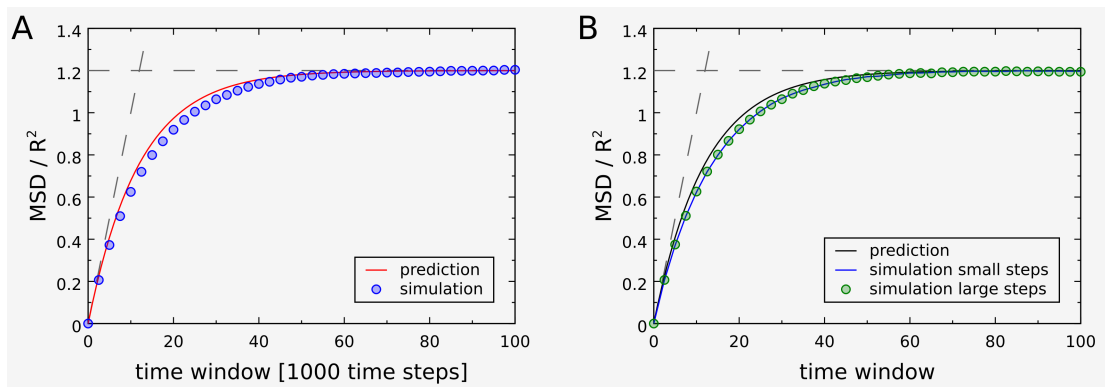 A
MSD / R²
1.4
1.2
1
0.8
0.6
0.4
0.2
0
0 20 40 60 80 100
prediction
simulation
time window [1000 time steps]
B
MSD / R²
1.4
1.2
1
0.8
0.6
0.4
0.2
0
0 20 40 60 80 100
prediction
simulation small steps
simulation large steps
time window